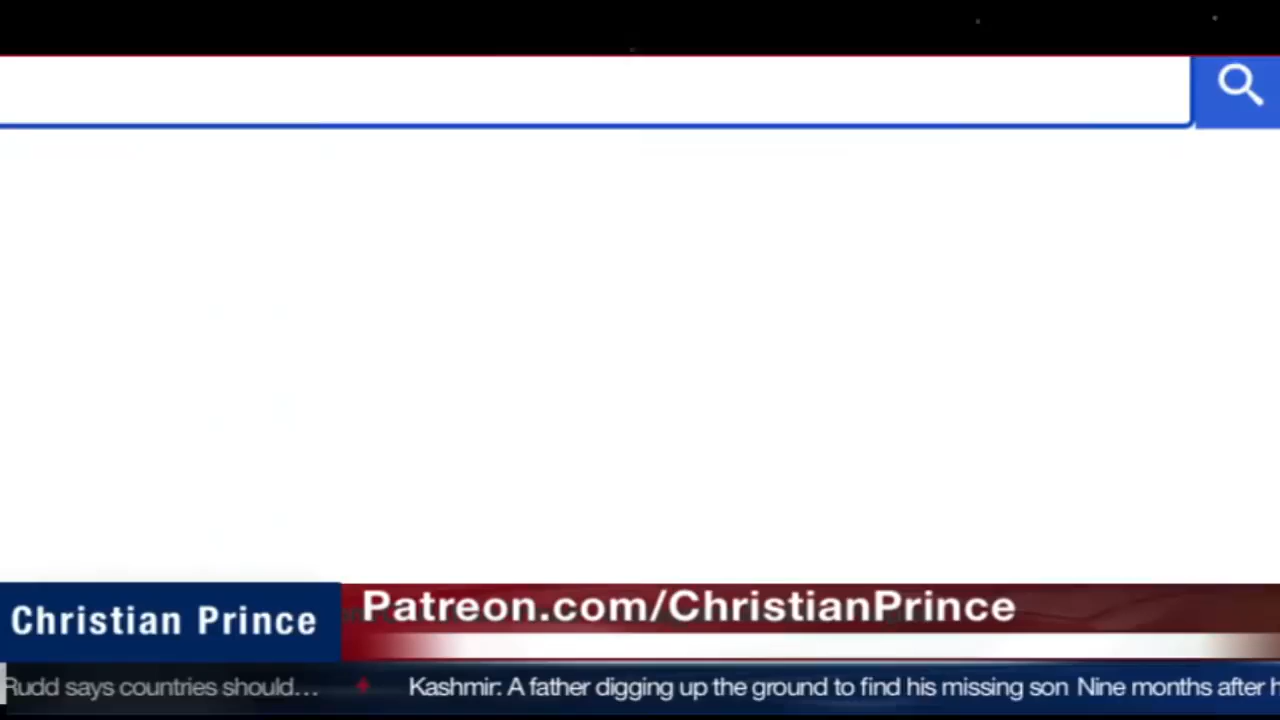 Christian Prince
Patreon.com/ChristianPrince
Rudd says countries should... Kashmir: A father digging up the ground to find his missing son Nine months after